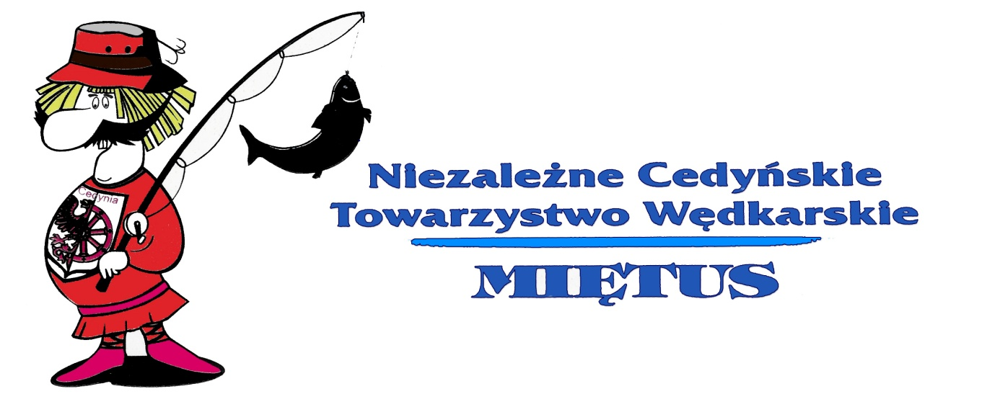 Cedynia
Niezależne Cedyńskie
Towarzystwo Wędkarskie
MIĘTUS